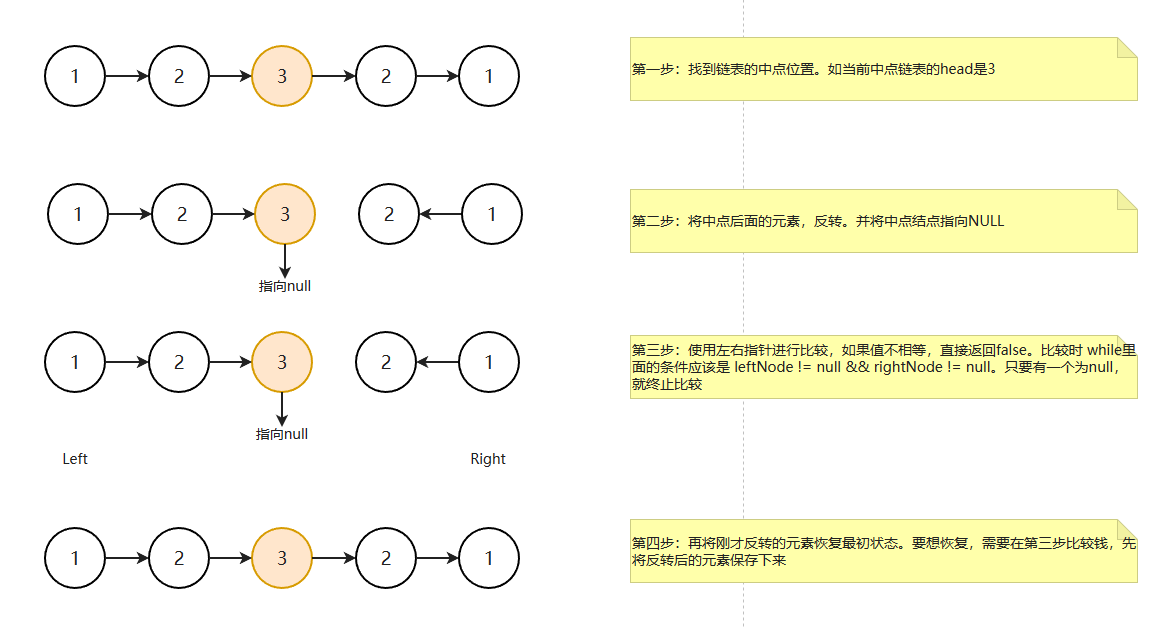 1 2 3 2 1
第一步：找到链表的中点位置。如当前中点链表的head是3
1 2 3 2 1
指向null
第二步：将中点后面的元素，反转。并将中点结点指向NULL
1 2 3 2 1
指向null
Left Right
第三步：使用左右指针进行比较，如果值不相等，直接返回false。比较时 while里
面的条件应该是 leftNode != null && rightNode != null。只要有一个为null，
就终止比较
1 2 3 2 1
第四步：再将刚才反转的元素恢复最初状态。要想恢复，需要在第三步比较钱，先
将反转后的元素保存下来